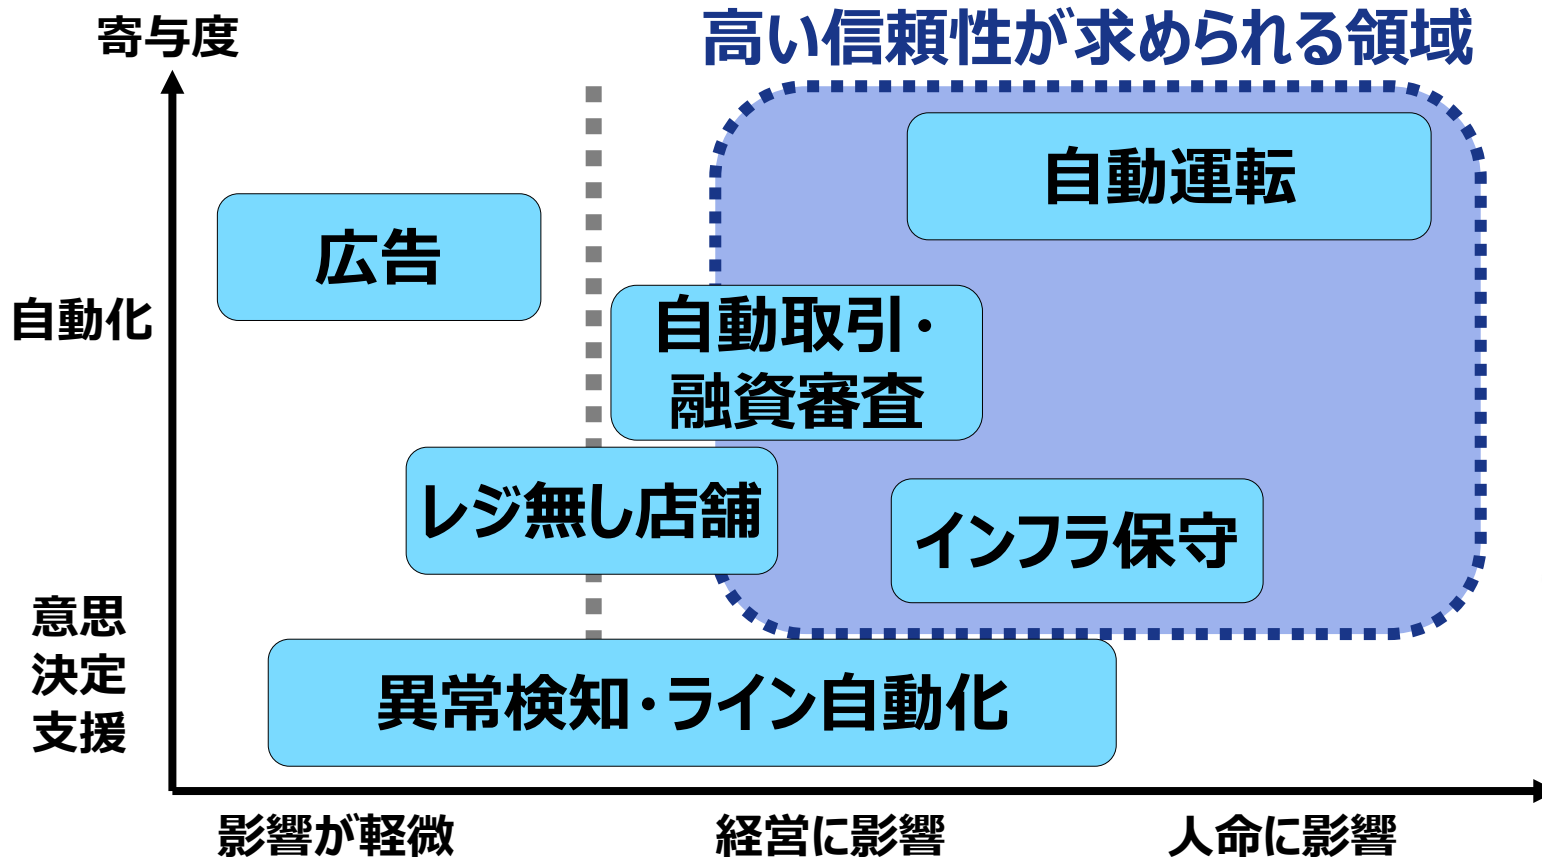 寄与度
高い信頼性が求められる領域
自動運転
広告
自動化
自動取引・
融資審査
レジ無し店舗
インフラ保守
意思
決定
支援
異常検知・ライン自動化
影響が軽微
経営に影響
人命に影響